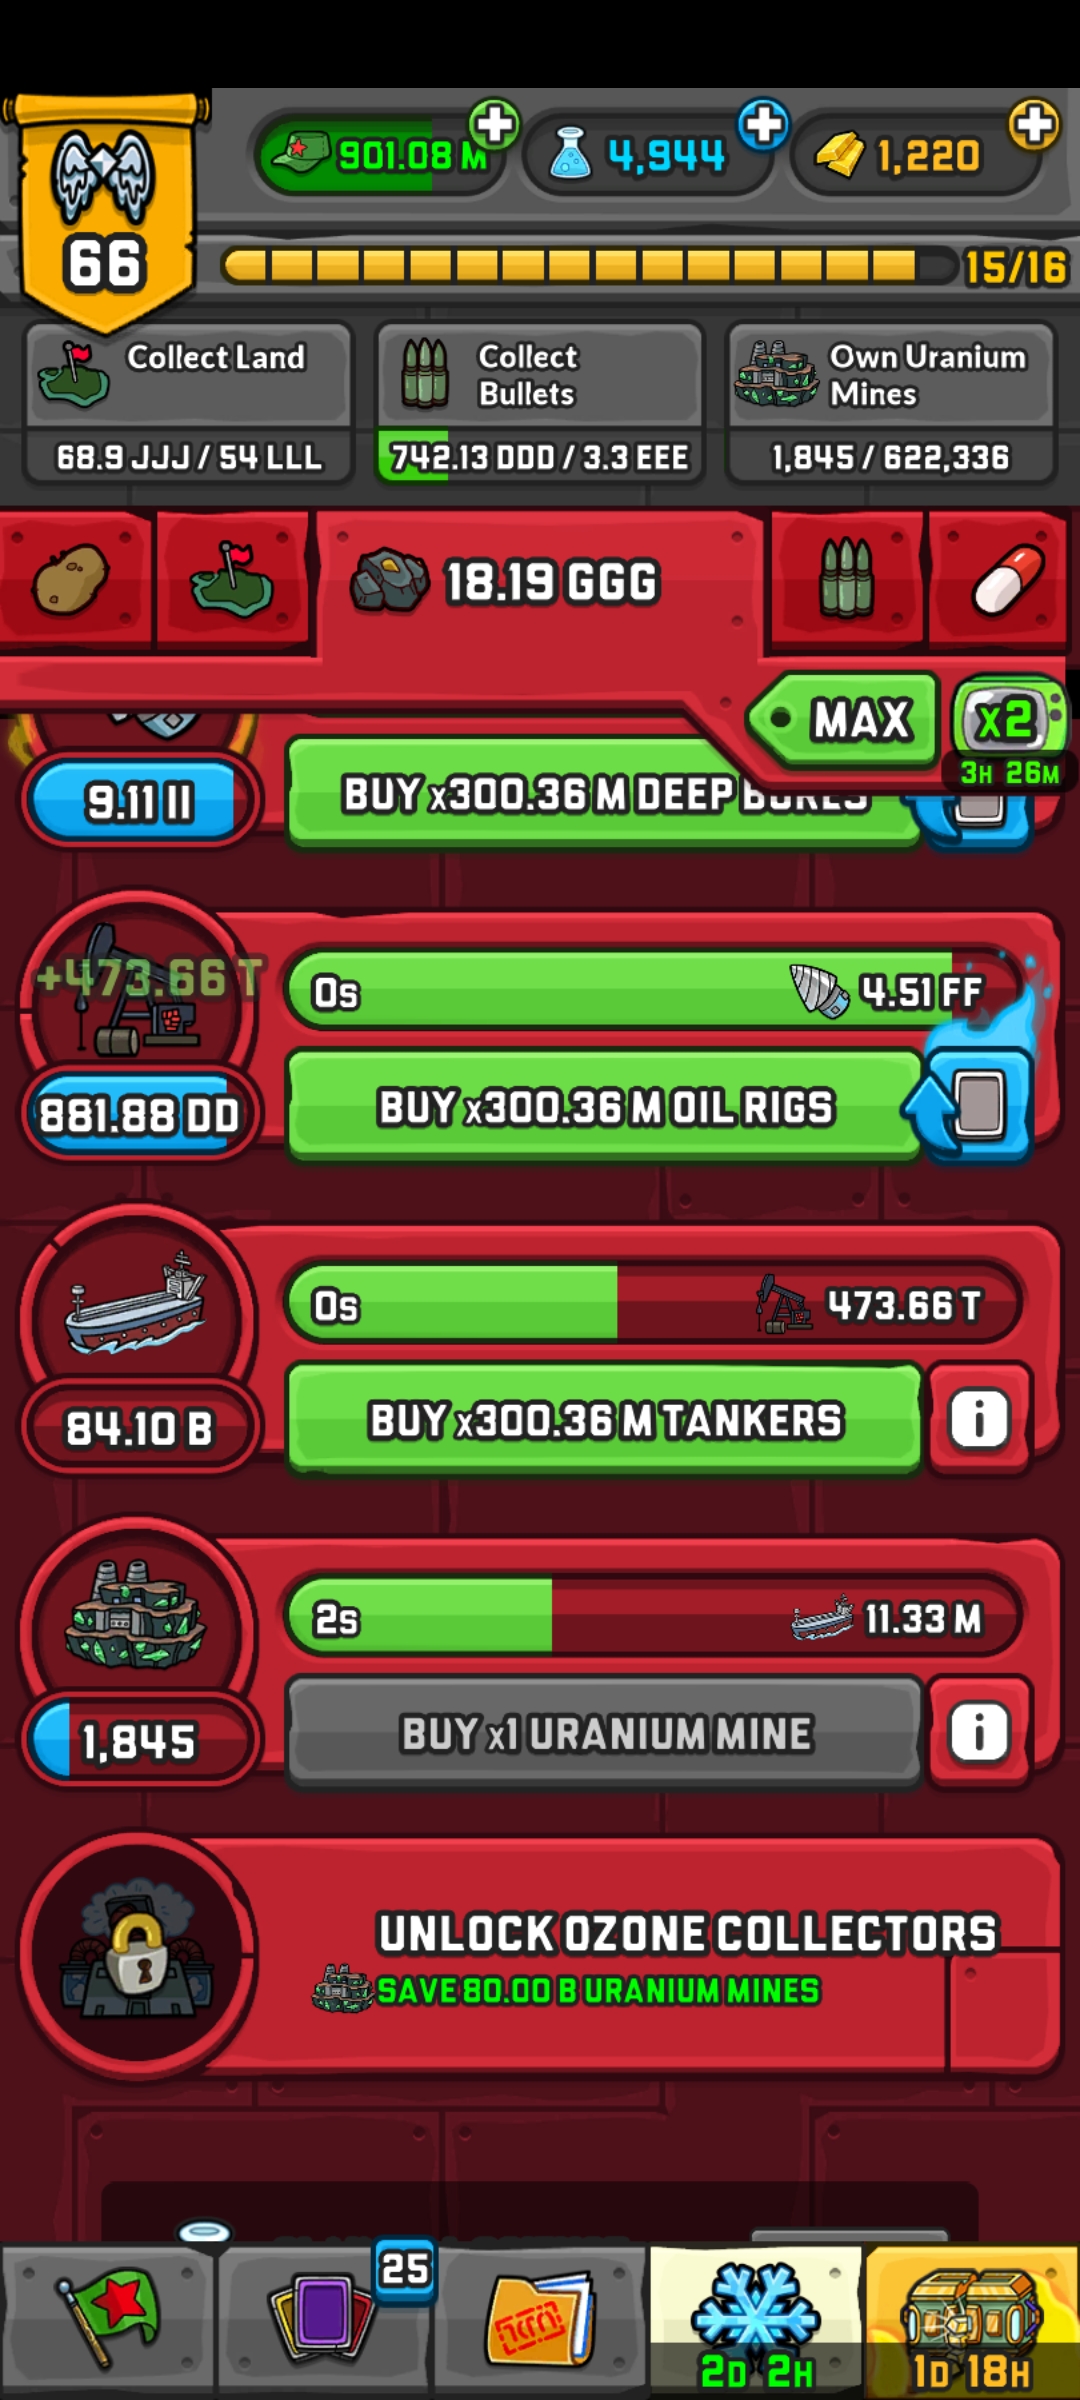 901.08 M
4,944
1,220
66
15/16
Collect Land
68.9 JJJ / 54 LLL
Collect
Bullets
742.13 DDD / 3.3 EEE
Own Uranium
Mines
1,845 / 622,336
18.19 GGG
MAX
X2
3H 26M
9.11 II
BUY x300.36 M DEEP BORES
+473.66 T
0s
4.51 FF
881.88 DD
BUY x300.36 M OIL RIGS
0s
473.66 T
84.10 B
BUY x300.36 M TANKERS
i
2s
11.33 M
1,845
BUY x1 URANIUM MINE
i
UNLOCK OZONE COLLECTORS
SAVE 80.00 B URANIUM MINES
25
2D 2H
1D 18H